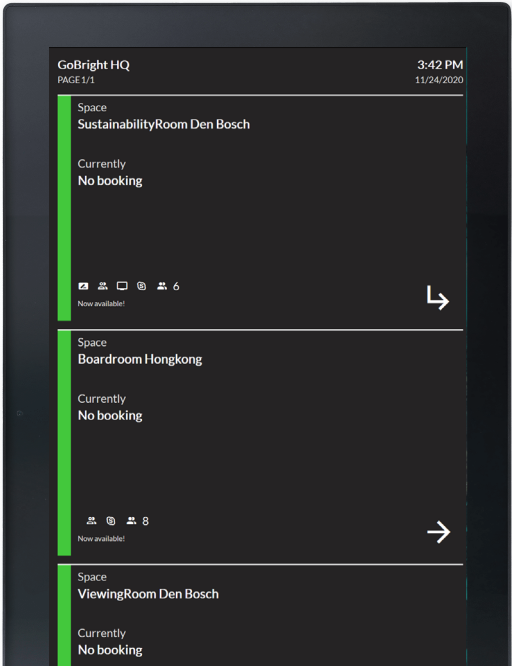 GoBright HQ
3:42 PM
PAGE 1/1
11/24/2020
Space
SustainabilityRoom Den Bosch
Currently
No booking
6
Now available!
Space
Boardroom Hongkong
Currently
No booking
8
Now available!
Space
ViewingRoom Den Bosch
Currently
No booking